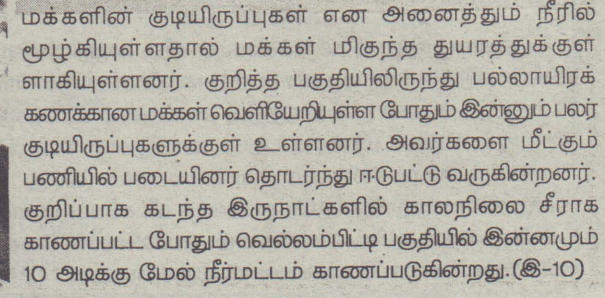 மக்களின் குடியிருப்புகள் என அனைத்தும் நீரில்
மூழ்கியுள்ளதால் மக்கள் மிகுந்த துயரத்துக்குள்
ளாகியுள்ளனர். குறித்த பகுதியிலிருந்து பல்லாயிரக்
கணக்கான மக்கள் வெளியேறியுள்ள போதும் இன்னும் பலர்
குடியிருப்புகளுக்குள் உள்ளனர். அவர்களை மீட்கும்
பணியில் படையினர் தொடர்ந்து ஈடுபட்டு வருகின்றனர்.
குறிப்பாக கடந்த இருநாட்களில் காலநிலை சீராக
காணப்பட்ட போதும் வெல்லம்பிட்டி பகுதியில் இன்னமும்
10 அடிக்கு மேல் நீர்மட்டம் காணப்படுகின்றது.(இ-10)